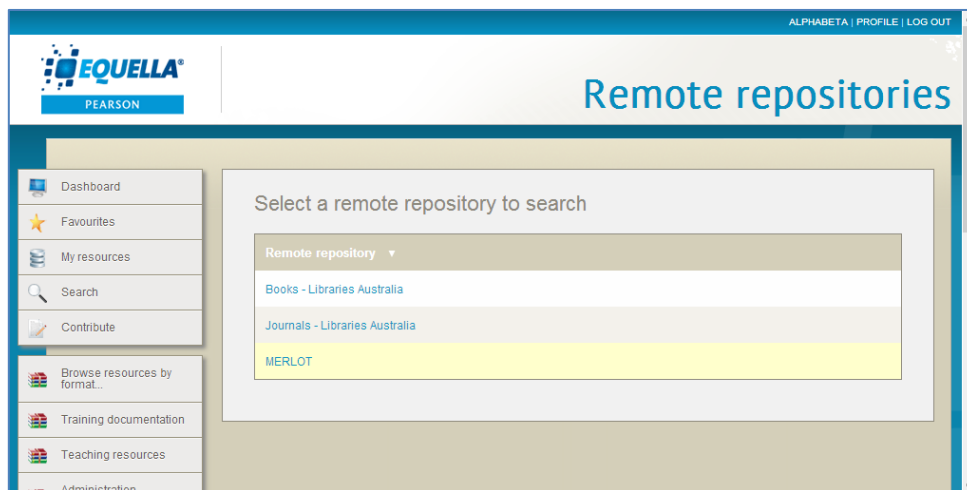 ALPHABETA | PROFILE | LOG OUT
EQUELLA®
PEARSON
Remote repositories
Dashboard
Favourites
My resources
Search
Contribute
Browse resources by
format...
Training documentation
Teaching resources
Administration
Select a remote repository to search
Remote repository ▼
Books - Libraries Australia
Journals - Libraries Australia
MERLOT